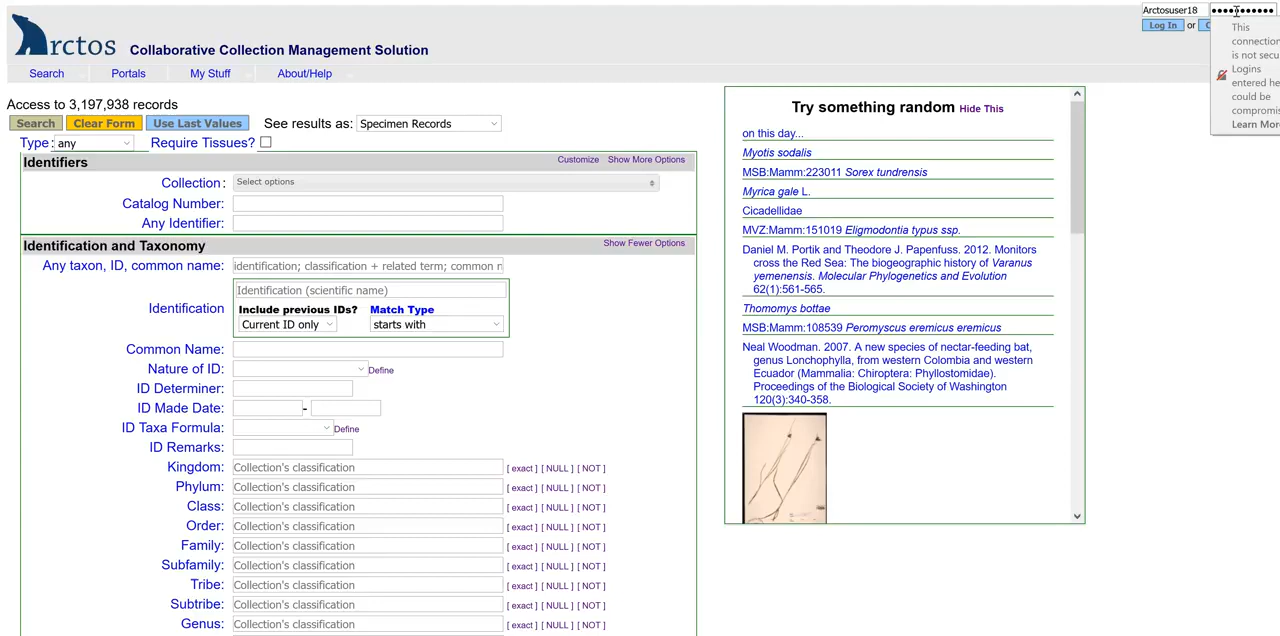 Arctosuser18 ●●●●●●●●●●●●
Log In or C
This
connection
is not secu
Logins
entered he
could be
compromis
Learn More
Arctos Collaborative Collection Management Solution
Search Portals My Stuff About/Help
Access to 3,197,938 records
Search Clear Form Use Last Values See results as: Specimen Records
Type: any Require Tissues?
Identifiers Customize Show More Options
Collection: Select options
Catalog Number:
Any Identifier:
Identification and Taxonomy Show Fewer Options
Any taxon, ID, common name: identification; classification + related term; common n
Identification (scientific name)
Identification Include previous IDs? Match Type
Current ID only starts with
Common Name:
Nature of ID: Define
ID Determiner:
ID Made Date: -
ID Taxa Formula: Define
ID Remarks:
Kingdom: Collection's classification [ exact ] [ NULL ] [ NOT ]
Phylum: Collection's classification [ exact ] [ NULL ] [ NOT ]
Class: Collection's classification [ exact ] [ NULL ] [ NOT ]
Order: Collection's classification [ exact ] [ NULL ] [ NOT ]
Family: Collection's classification [ exact ] [ NULL ] [ NOT ]
Subfamily: Collection's classification [ exact ] [ NULL ] [ NOT ]
Tribe: Collection's classification [ exact ] [ NULL ] [ NOT ]
Subtribe: Collection's classification [ exact ] [ NULL ] [ NOT ]
Genus: Collection's classification [ exact ] [ NULL ] [ NOT ]
Try something random Hide This
on this day...
Myotis sodalis
MSB:Mamm:223011 Sorex tundrensis
Myrica gale L.
Cicadellidae
MVZ:Mamm:151019 Eligmodontia typus ssp.
Daniel M. Portik and Theodore J. Papenfuss. 2012. Monitors
cross the Red Sea: The biogeographic history of Varanus
yemenensis. Molecular Phylogenetics and Evolution
62(1):561-565.
Thomomys bottae
MSB:Mamm:108539 Peromyscus eremicus eremicus
Neal Woodman. 2007. A new species of nectar-feeding bat,
genus Lonchophylla, from western Colombia and western
Ecuador (Mammalia: Chiroptera: Phyllostomidae).
Proceedings of the Biological Society of Washington
120(3):340-358.